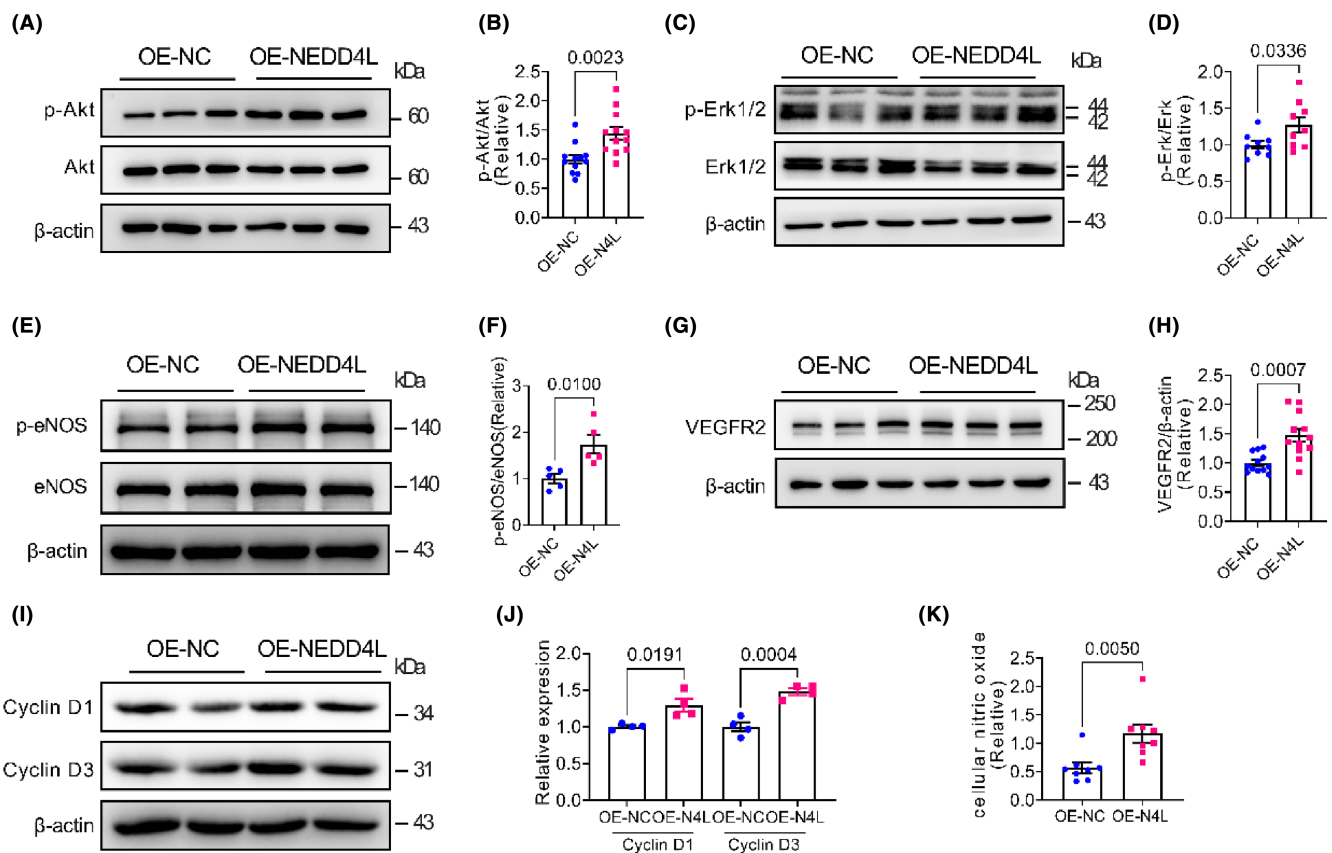 (A)
OE-NC
OE-NEDD4L
kDa
p-Akt
60
Akt
60
β-actin
43
(B)
0.0023
2.5
2.0
1.5
1.0
0.5
0.0
p-Akt/Akt
(Relative)
OE-NC
OE-N4L
(C)
OE-NC
OE-NEDD4L
kDa
p-Erk1/2
44
42
Erk1/2
44
42
β-actin
43
(D)
0.0336
2.0
1.5
1.0
0.5
0.0
p-Erk/Erk
(Relative)
OE-NC
OE-N4L
(E)
OE-NC
OE-NEDD4L
kDa
p-eNOS
140
eNOS
140
β-actin
43
(F)
0.0100
3
2
1
0
p-eNOS/eNOS(Relative)
OE-NC
OE-N4L
(G)
OE-NC
OE-NEDD4L
kDa
250
VEGFR2
200
β-actin
43
(H)
0.0007
2.5
2.0
1.5
1.0
0.5
0.0
VEGFR2/β-actin
(Relative)
OE-NC
OE-N4L
(I)
OE-NC
OE-NEDD4L
kDa
Cyclin D1
34
Cyclin D3
31
β-actin
43
(J)
0.0191
0.0004
2.0
1.5
1.0
0.5
0.0
Relative expresion
OE-NC OE-N4L OE-NC OE-N4L
Cyclin D1
Cyclin D3
(K)
0.0050
2.5
2.0
1.5
1.0
0.5
0.0
cellular nitric oxide
(Relative)
OE-NC
OE-N4L